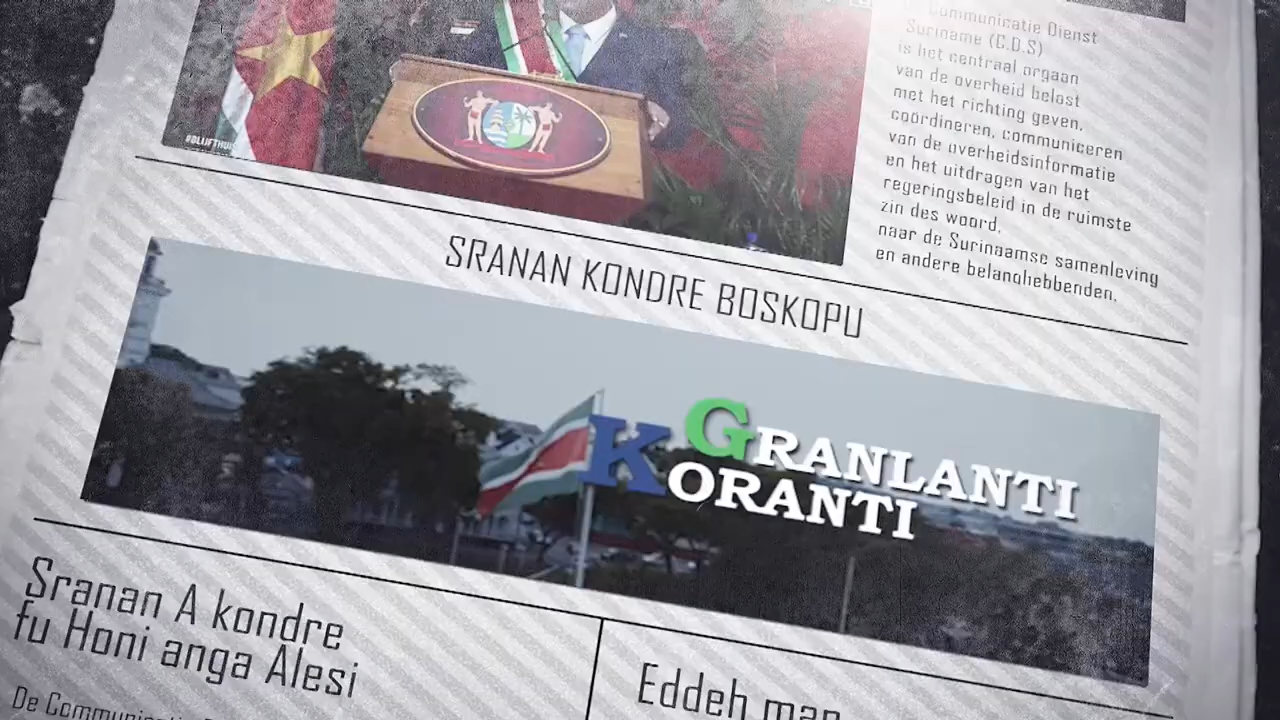 #BLIJFTHUIS
Communicatie Dienst
Suriname (C.D.S)
is het centraal orgaan
van de overheid belast
met het richting geven,
coördineren, communiceren
van de overheidsinformatie
en het uitdragen van het
regeringsbeleid in de ruimste
zin des woord,
naar de Surinaamse samenleving
en andere belanghebbenden.
SRANAN KONDRE BOSKOPU
GRANLANTI
KORANTI
Sranan A kondre
fu Honi anga Alesi
De
Eddeh man